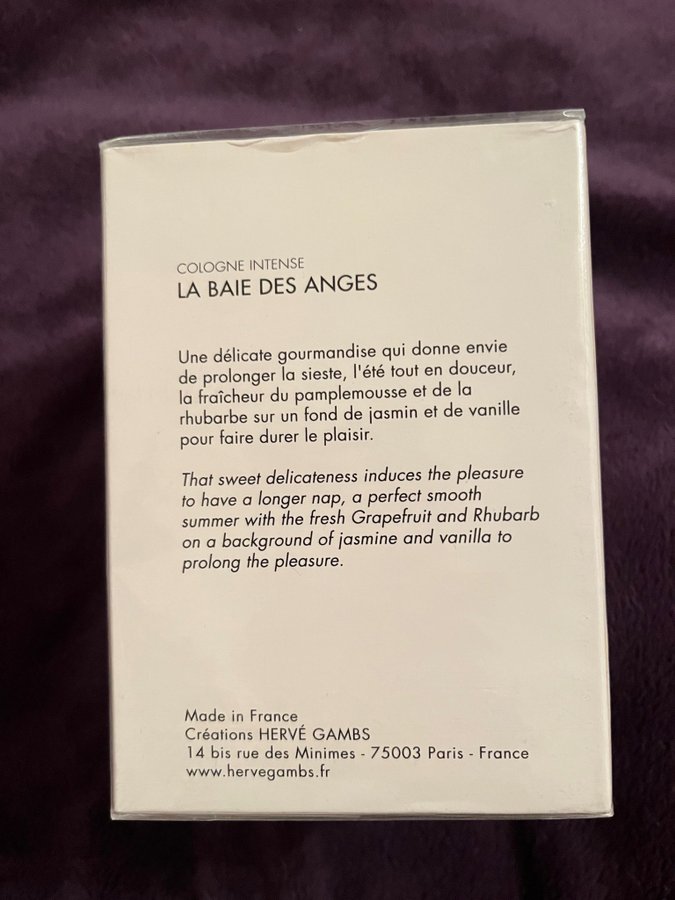 COLOGNE INTENSE
LA BAIE DES ANGES
Une délicate gourmandise qui donne envie
de prolonger la sieste, l'été tout en douceur,
la fraîcheur du pamplemousse et de la
rhubarbe sur un fond de jasmin et de vanille
pour faire durer le plaisir.
That sweet delicateness induces the pleasure
to have a longer nap, a perfect smooth
summer with the fresh Grapefruit and Rhubarb
on a background of jasmine and vanilla to
prolong the pleasure.
Made in France
Créations HERVÉ GAMBS
14 bis rue des Minimes - 75003 Paris - France
www.hervegambs.fr